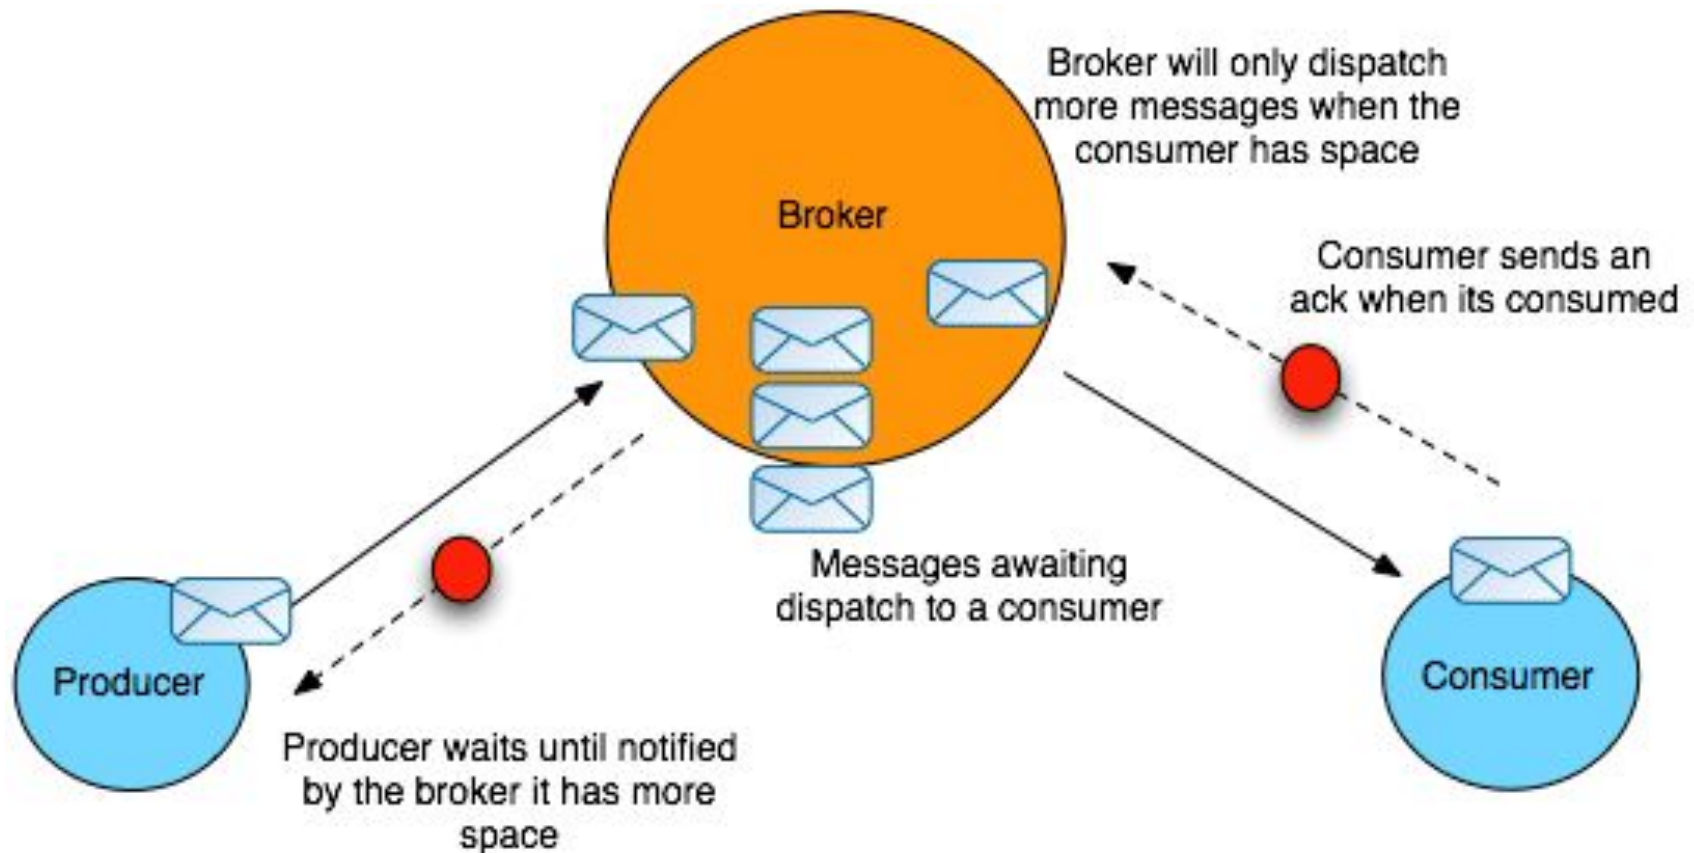 Broker will only dispatch
more messages when the
consumer has space
Broker
Consumer sends an
ack when its consumed
Messages awaiting
dispatch to a consumer
Producer
Consumer
Producer waits until notified
by the broker it has more
space